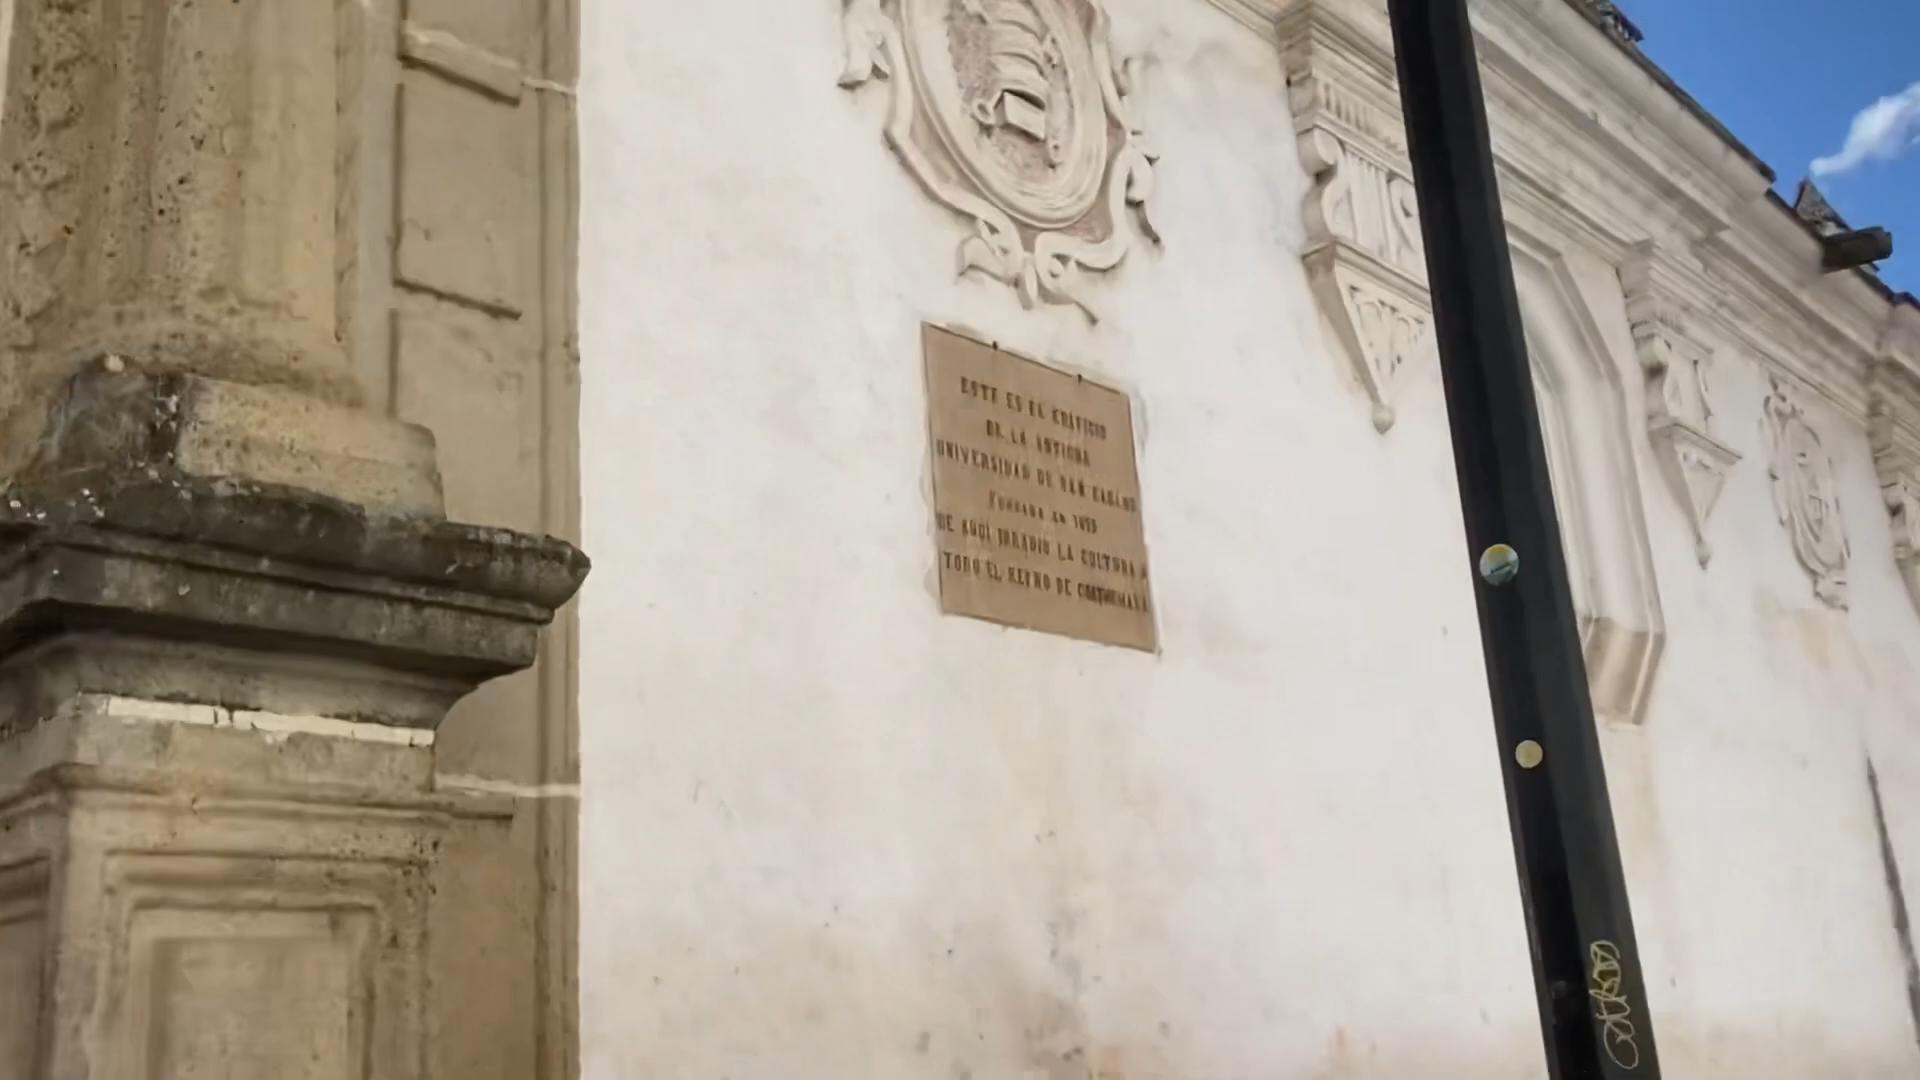 ESTE ES EL EDIFICIO
DE LA ANTIGUA
UNIVERSIDAD DE SAN CARLOS
FUNDADA EN
DE AQUI IRRADIO LA CULTURA A
TODO EL REYNO DE GOATHEMALA